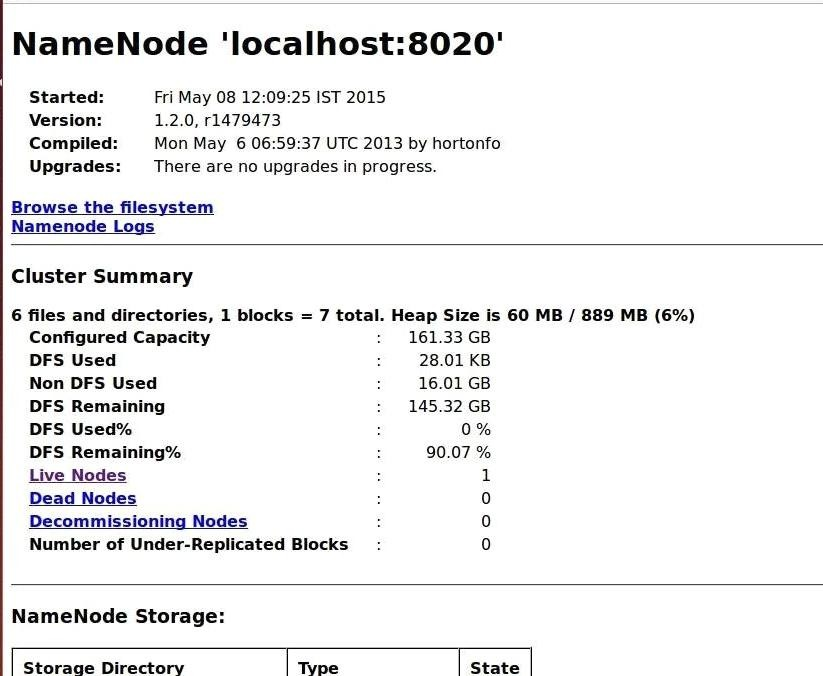 NameNode 'localhost:8020'
Started: Fri May 08 12:09:25 IST 2015
Version: 1.2.0, r1479473
Compiled: Mon May  6 06:59:37 UTC 2013 by hortonfo
Upgrades: There are no upgrades in progress.
Browse the filesystem
Namenode Logs
Cluster Summary
6 files and directories, 1 blocks = 7 total. Heap Size is 60 MB / 889 MB (6%)
Configured Capacity : 161.33 GB
DFS Used : 28.01 KB
Non DFS Used : 16.01 GB
DFS Remaining : 145.32 GB
DFS Used% : 0 %
DFS Remaining% : 90.07 %
Live Nodes : 1
Dead Nodes : 0
Decommissioning Nodes : 0
Number of Under-Replicated Blocks : 0
NameNode Storage:
Storage Directory Type State